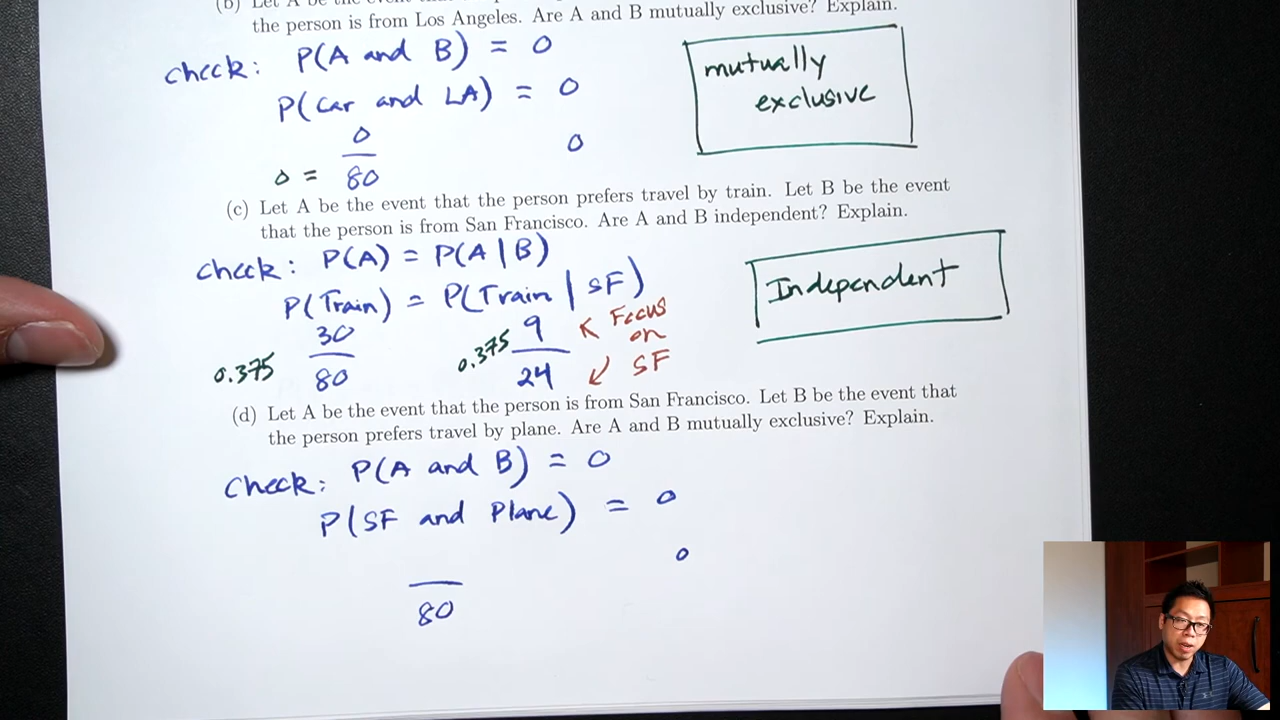 (b) Let A be the event
the person is from Los Angeles. Are A and B mutually exclusive? Explain.
check: P(A and B) = 0
P(Car and LA) = 0
0 = 0/80 0
mutually
exclusive
(c) Let A be the event that the person prefers travel by train. Let B be the event
that the person is from San Francisco. Are A and B independent? Explain.
check: P(A) = P(A|B)
P(Train) = P(Train | SF)
0.375 30/80 0.375 9/24
Focus
on
SF
Independent
(d) Let A be the event that the person is from San Francisco. Let B be the event that
the person prefers travel by plane. Are A and B mutually exclusive? Explain.
Check: P(A and B) = 0
P(SF and Plane) = 0
0
80